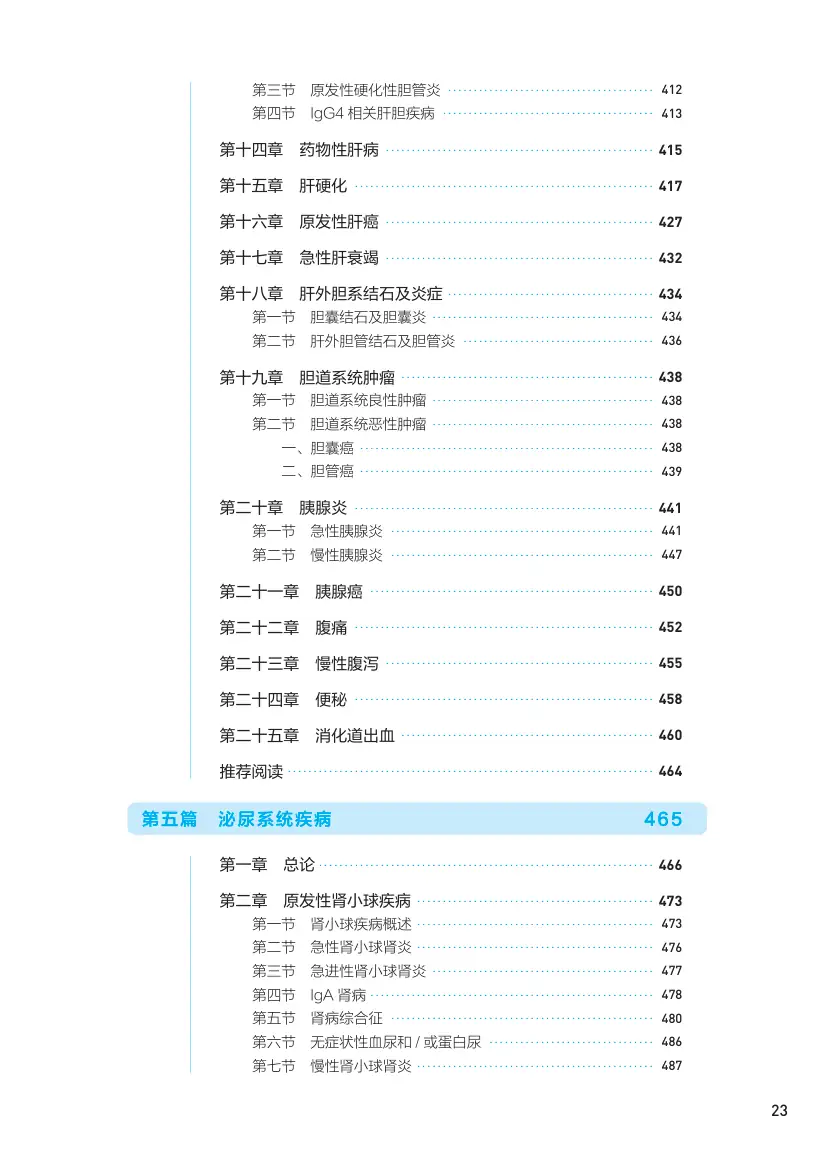 第三节 原发性硬化性胆管炎 412
第四节 IgG4 相关肝胆疾病 413
第十四章 药物性肝病 415
第十五章 肝硬化 417
第十六章 原发性肝癌 427
第十七章 急性肝衰竭 432
第十八章 肝外胆系结石及炎症 434
第一节 胆囊结石及胆囊炎 434
第二节 肝外胆管结石及胆管炎 436
第十九章 胆道系统肿瘤 438
第一节 胆道系统良性肿瘤 438
第二节 胆道系统恶性肿瘤 438
一、胆囊癌 438
二、胆管癌 439
第二十章 胰腺炎 441
第一节 急性胰腺炎 441
第二节 慢性胰腺炎 447
第二十一章 胰腺癌 450
第二十二章 腹痛 452
第二十三章 慢性腹泻 455
第二十四章 便秘 458
第二十五章 消化道出血 460
推荐阅读 464
第五篇 泌尿系统疾病 465
第一章 总论 466
第二章 原发性肾小球疾病 473
第一节 肾小球疾病概述 473
第二节 急性肾小球肾炎 476
第三节 急进性肾小球肾炎 477
第四节 IgA 肾病 478
第五节 肾病综合征 480
第六节 无症状性血尿和 / 或蛋白尿 486
第七节 慢性肾小球肾炎 487
23